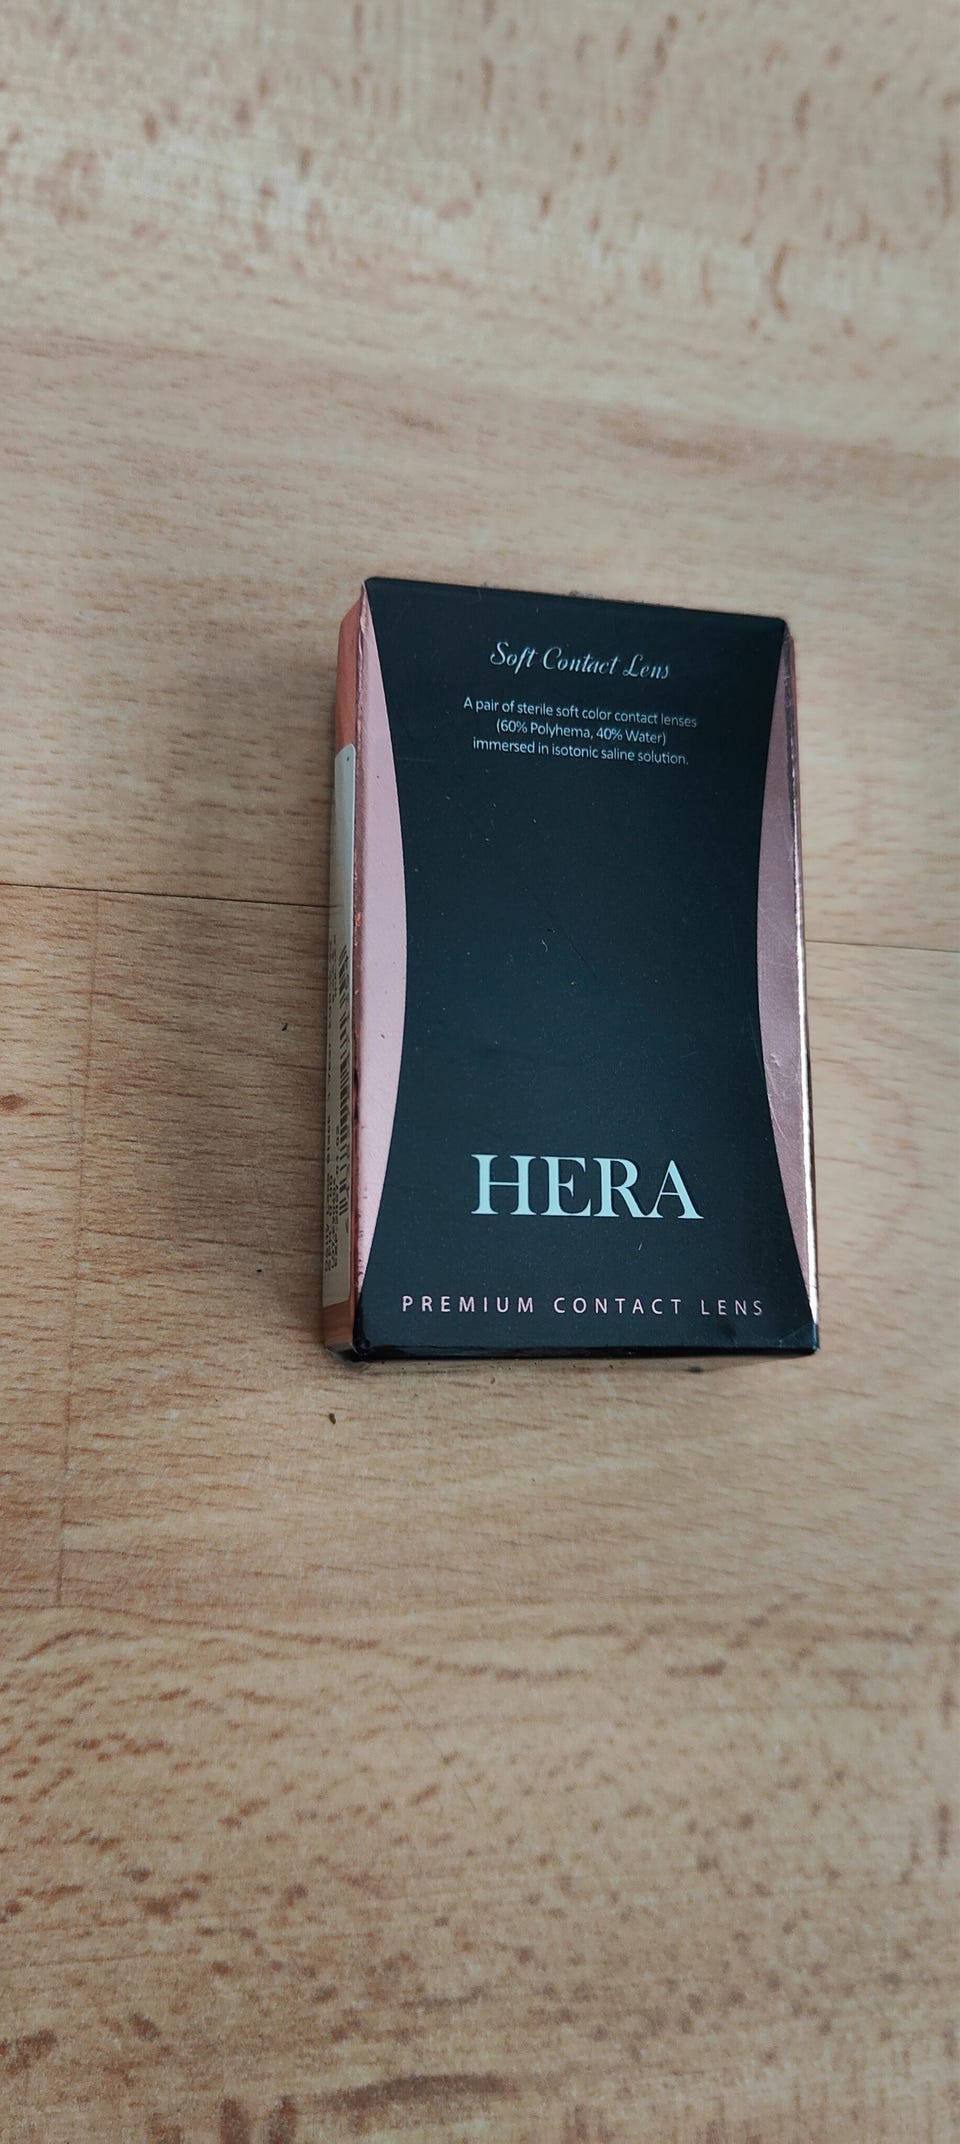 Soft Contact Lens
A pair of sterile soft color contact lenses
(60% Polyhema, 40% Water)
immersed in isotonic saline solution.
HERA
PREMIUM CONTACT LENS